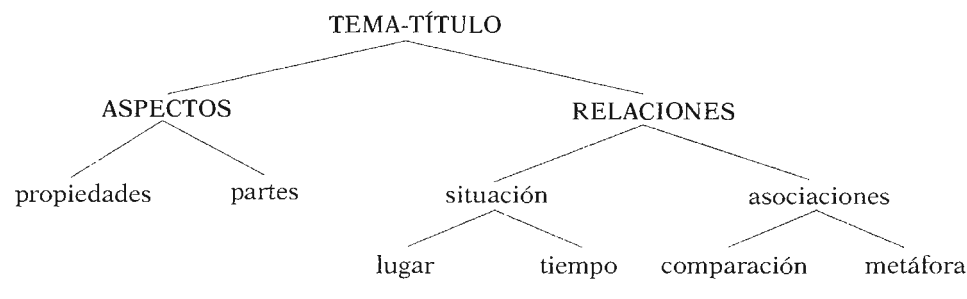 TEMA-TÍTULO
ASPECTOS RELACIONES
propiedades partes situación asociaciones
lugar tiempo comparación metáfora